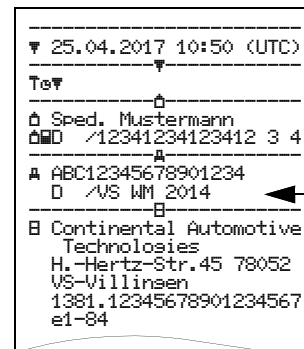 ▼ 25.04.2017 10:50 (UTC)
T⊙▼
Sped. Mustermann
D /12341234123412 3 4
ABC12345678901234
D /VS WM 2014
Continental Automotive
Technologies
H.-Hertz-Str.45 78052
VS-Villingen
1381.12345678901234567
e1-84